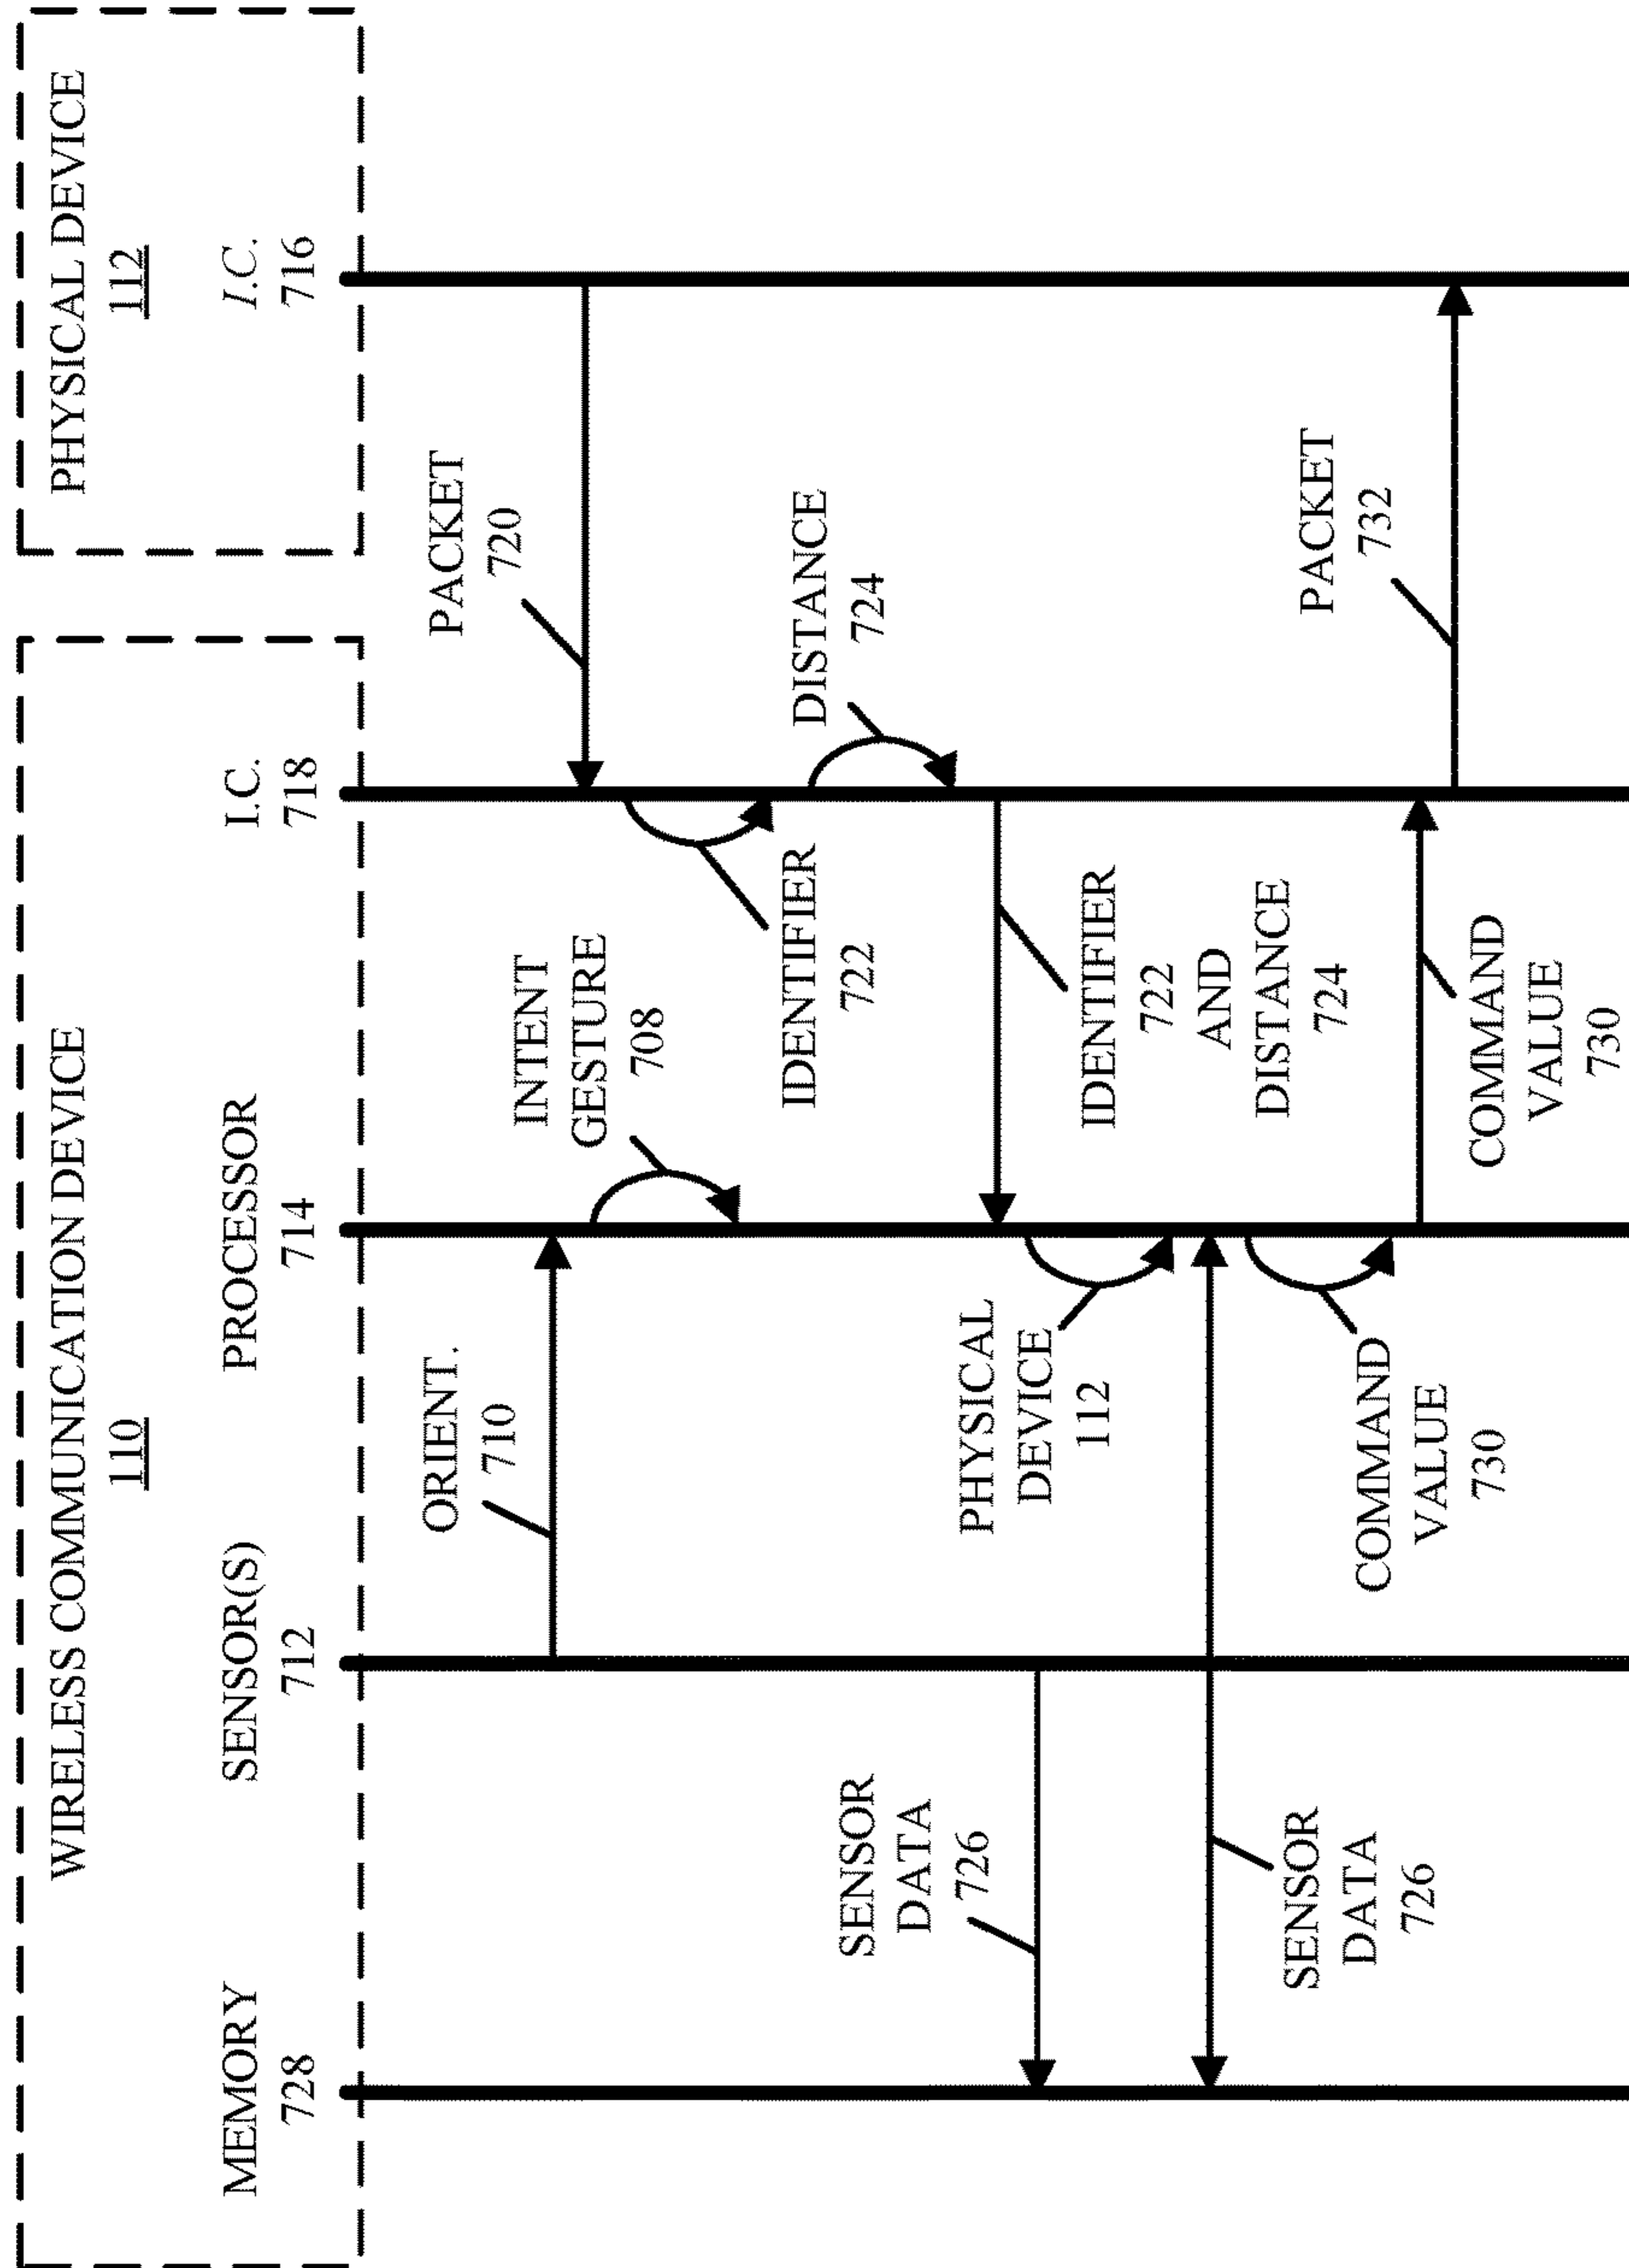 WIRELESS COMMUNICATION DEVICE
110
PHYSICAL DEVICE
112
MEMORY
728
SENSOR(S)
712
PROCESSOR
714
I.C.
718
I.C.
716
ORIENT.
710
PACKET
720
INTENT
GESTURE
708
IDENTIFIER
722
DISTANCE
724
SENSOR
DATA
726
PHYSICAL
DEVICE
112
IDENTIFIER
722
AND
DISTANCE
724
SENSOR
DATA
726
COMMAND
VALUE
730
COMMAND
VALUE
730
PACKET
732